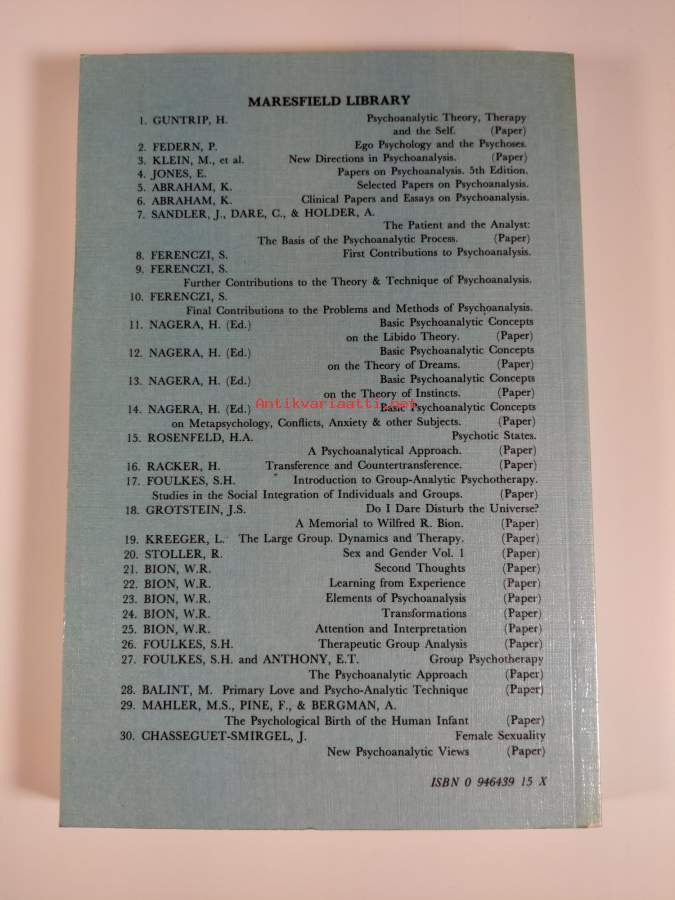 MARESFIELD LIBRARY
1. GUNTRIP, H. Psychoanalytic Theory, Therapy
and the Self. (Paper)
2. FEDERN, P. Ego Psychology and the Psychoses.
3. KLEIN, M., et al. New Directions in Psychoanalysis. (Paper)
4. JONES, E. Papers on Psychoanalysis. 5th Edition.
5. ABRAHAM, K. Selected Papers on Psychoanalysis.
6. ABRAHAM, K. Clinical Papers and Essays on Psychoanalysis.
7. SANDLER, J., DARE, C., & HOLDER, A.
The Patient and the Analyst:
The Basis of the Psychoanalytic Process. (Paper)
8. FERENCZI, S. First Contributions to Psychoanalysis.
9. FERENCZI, S.
Further Contributions to the Theory & Technique of Psychoanalysis.
10. FERENCZI, S.
Final Contributions to the Problems and Methods of Psychoanalysis.
11. NAGERA, H. (Ed.) Basic Psychoanalytic Concepts
on the Libido Theory. (Paper)
12. NAGERA, H. (Ed.) Basic Psychoanalytic Concepts
on the Theory of Dreams. (Paper)
13. NAGERA, H. (Ed.) Basic Psychoanalytic Concepts
on the Theory of Instincts. (Paper)
Antikvariaatti.net
14. NAGERA, H. (Ed.) Basic Psychoanalytic Concepts
on Metapsychology, Conflicts, Anxiety & other Subjects. (Paper)
15. ROSENFELD, H.A. Psychotic States.
A Psychoanalytical Approach. (Paper)
16. RACKER, H. Transference and Countertransference. (Paper)
17. FOULKES, S.H. Introduction to Group-Analytic Psychotherapy.
Studies in the Social Integration of Individuals and Groups. (Paper)
18. GROTSTEIN, J.S. Do I Dare Disturb the Universe?
A Memorial to Wilfred R. Bion. (Paper)
19. KREEGER, L. The Large Group. Dynamics and Therapy. (Paper)
20. STOLLER, R. Sex and Gender Vol. 1 (Paper)
21. BION, W.R. Second Thoughts (Paper)
22. BION, W.R. Learning from Experience (Paper)
23. BION, W.R. Elements of Psychoanalysis (Paper)
24. BION, W.R. Transformations (Paper)
25. BION, W.R. Attention and Interpretation (Paper)
26. FOULKES, S.H. Therapeutic Group Analysis (Paper)
27. FOULKES, S.H. and ANTHONY, E.T. Group Psychotherapy
The Psychoanalytic Approach (Paper)
28. BALINT, M. Primary Love and Psycho-Analytic Technique (Paper)
29. MAHLER, M.S., PINE, F., & BERGMAN, A.
The Psychological Birth of the Human Infant (Paper)
30. CHASSEGUET-SMIRGEL, J. Female Sexuality
New Psychoanalytic Views (Paper)
ISBN 0 946439 15 X